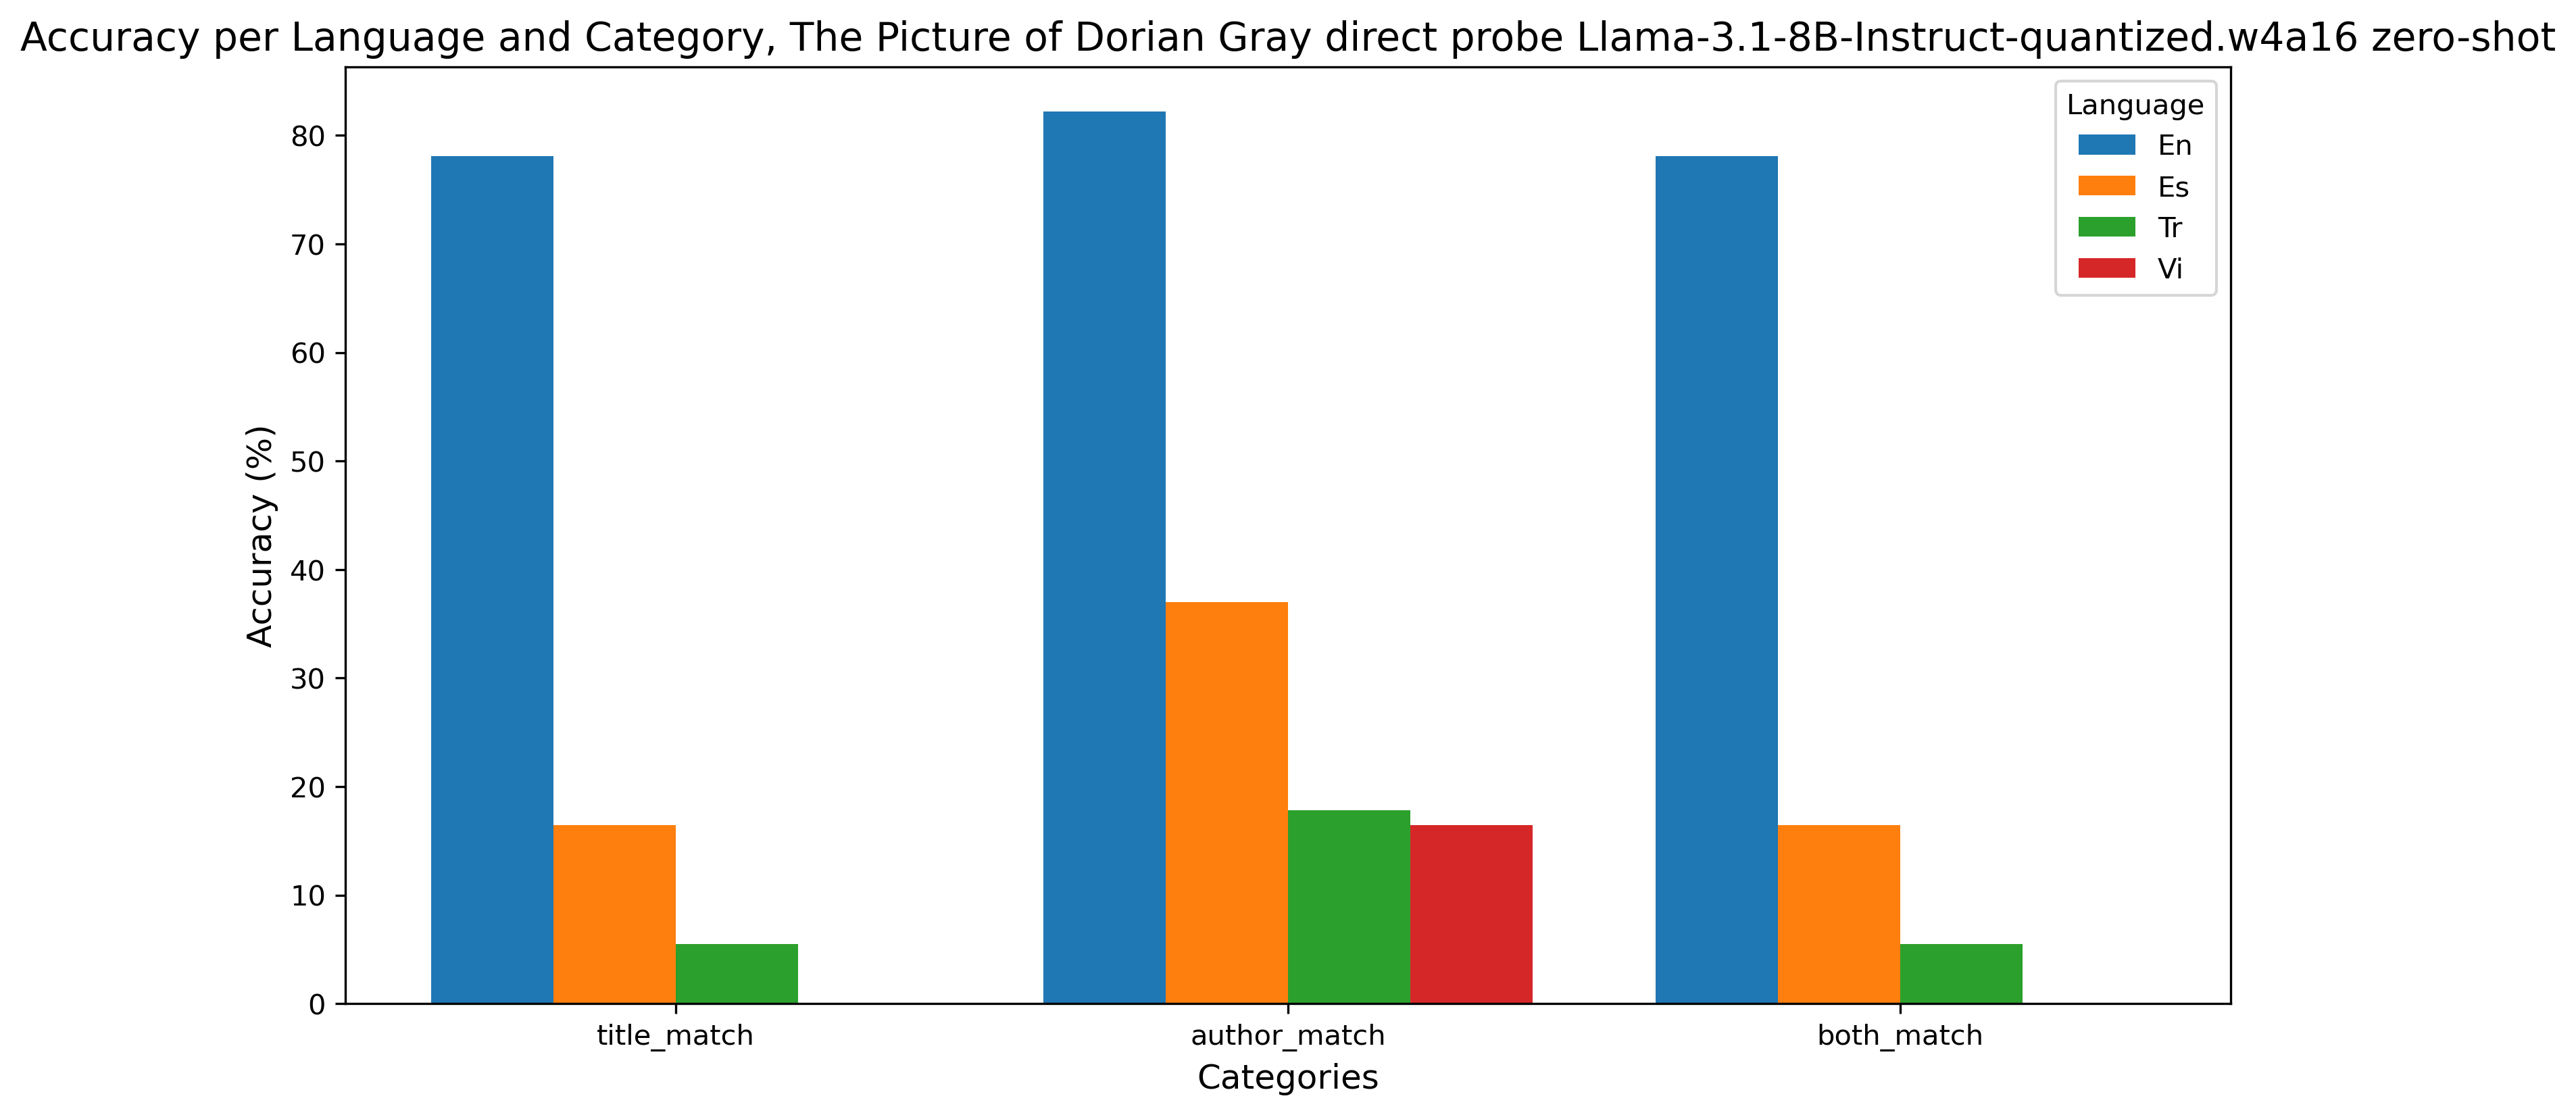 Accuracy per Language and Category, The Picture of Dorian Gray direct probe Llama-3.1-8B-Instruct-quantized.w4a16 zero-shot
Language
En
Es
Tr
Vi
Accuracy (%)
80
70
60
50
40
30
20
10
0
title_match
author_match
both_match
Categories